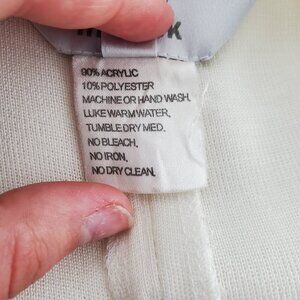 90% ACRYLIC
10% POLYESTER
MACHINE OR HAND WASH.
LUKE WARM WATER.
TUMBLE DRY MED.
NO BLEACH.
NO IRON.
NO DRY CLEAN.